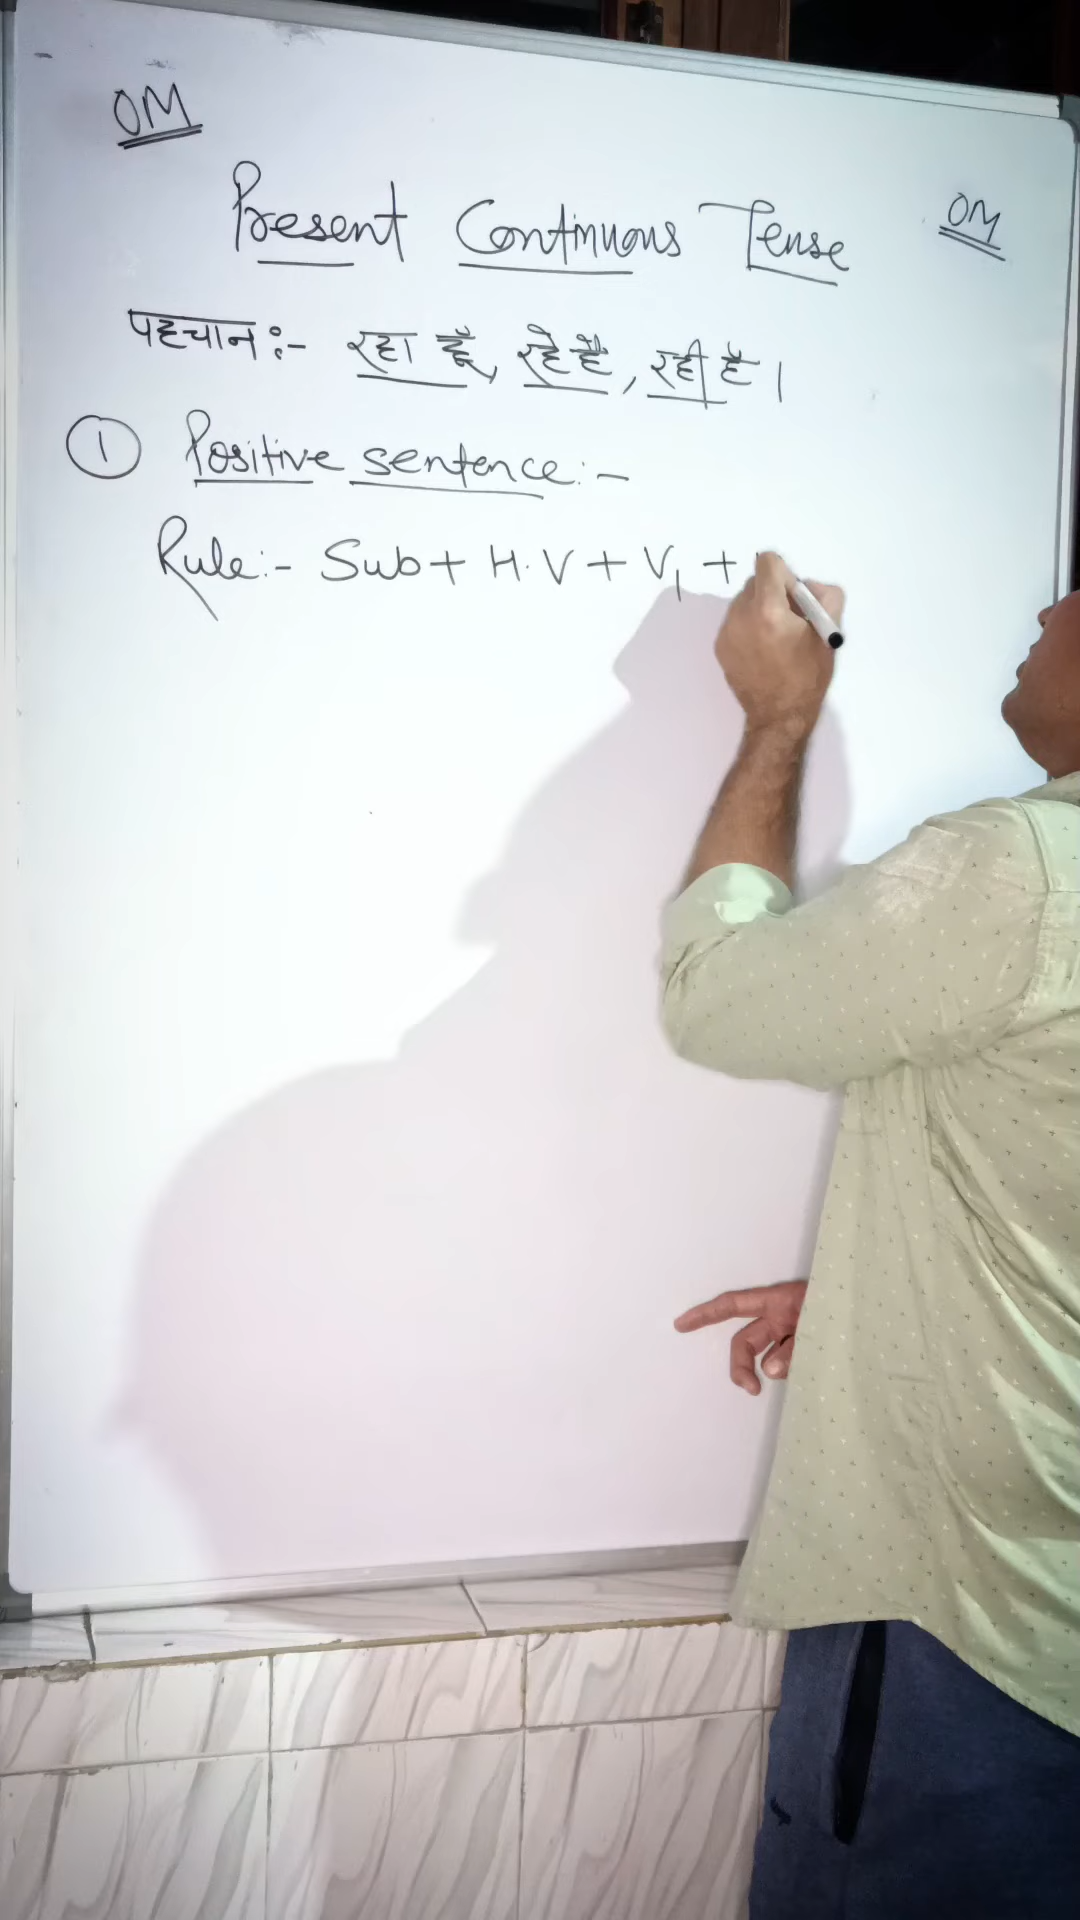 OM
Present Continuous Tense
OM
पहचान :- रहा हूँ, रहे हैं, रही है।
① Positive sentence :-
Rule :- Sub + H.V + V₁ +